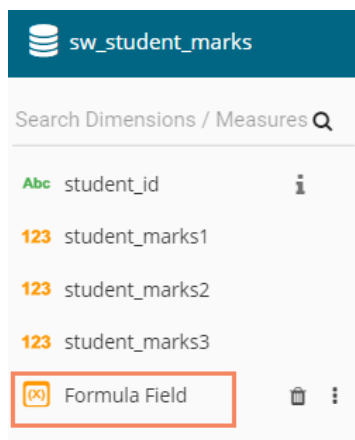 sw_student_marks
Search Dimensions / Measures
Abc student_id i
123 student_marks1
123 student_marks2
123 student_marks3
(x) Formula Field